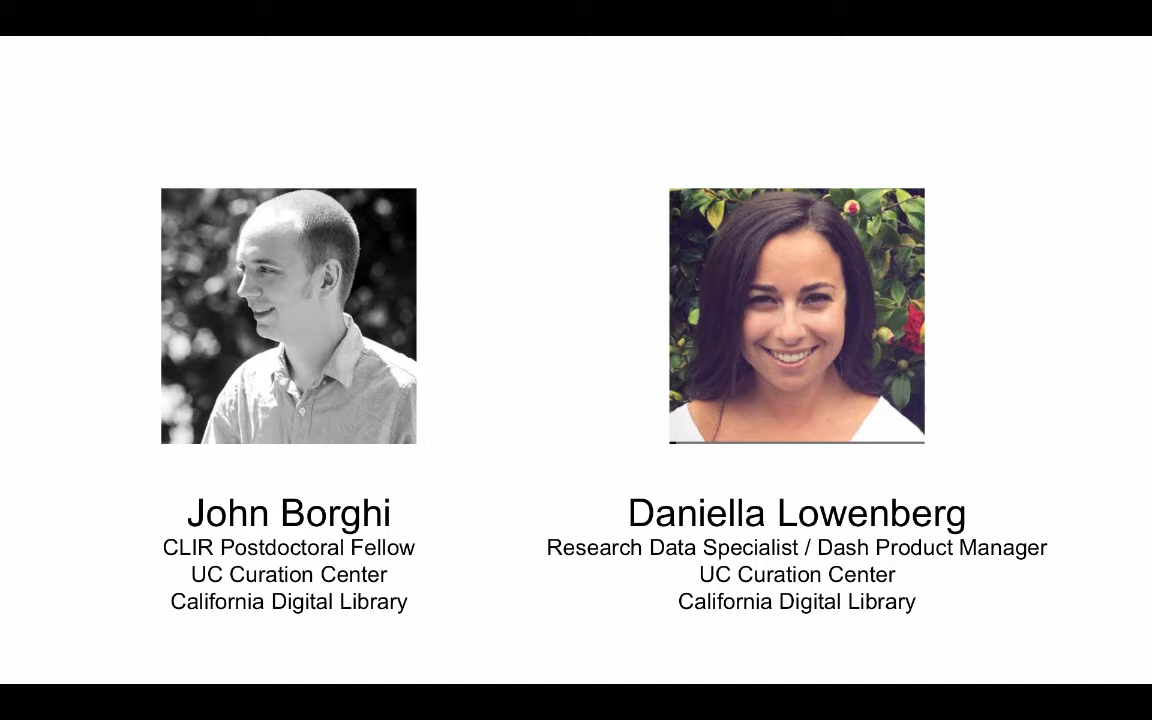 John Borghi
CLIR Postdoctoral Fellow
UC Curation Center
California Digital Library
Daniella Lowenberg
Research Data Specialist / Dash Product Manager
UC Curation Center
California Digital Library